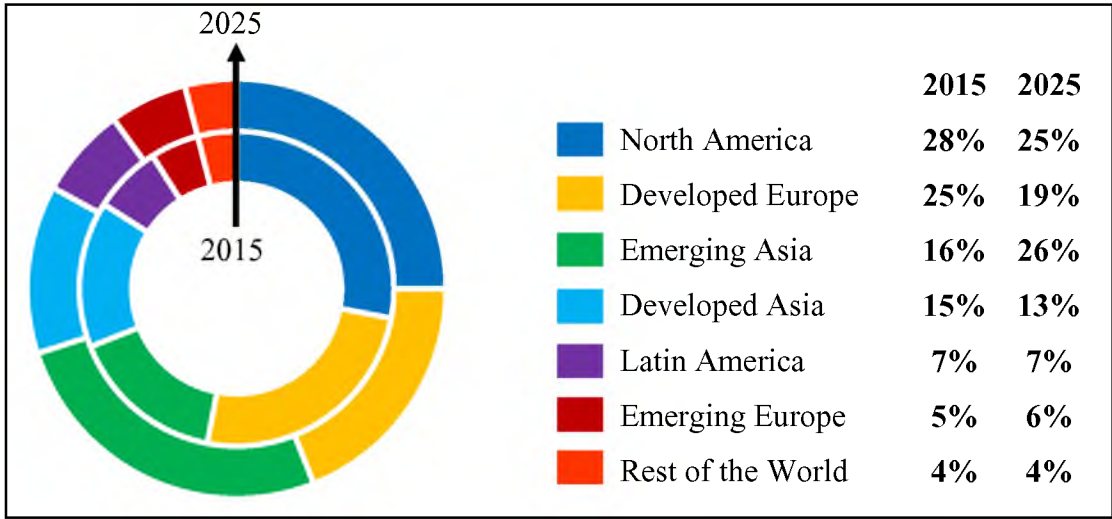 2025
2015
2015 2025
North America 28% 25%
Developed Europe 25% 19%
Emerging Asia 16% 26%
Developed Asia 15% 13%
Latin America 7% 7%
Emerging Europe 5% 6%
Rest of the World 4% 4%